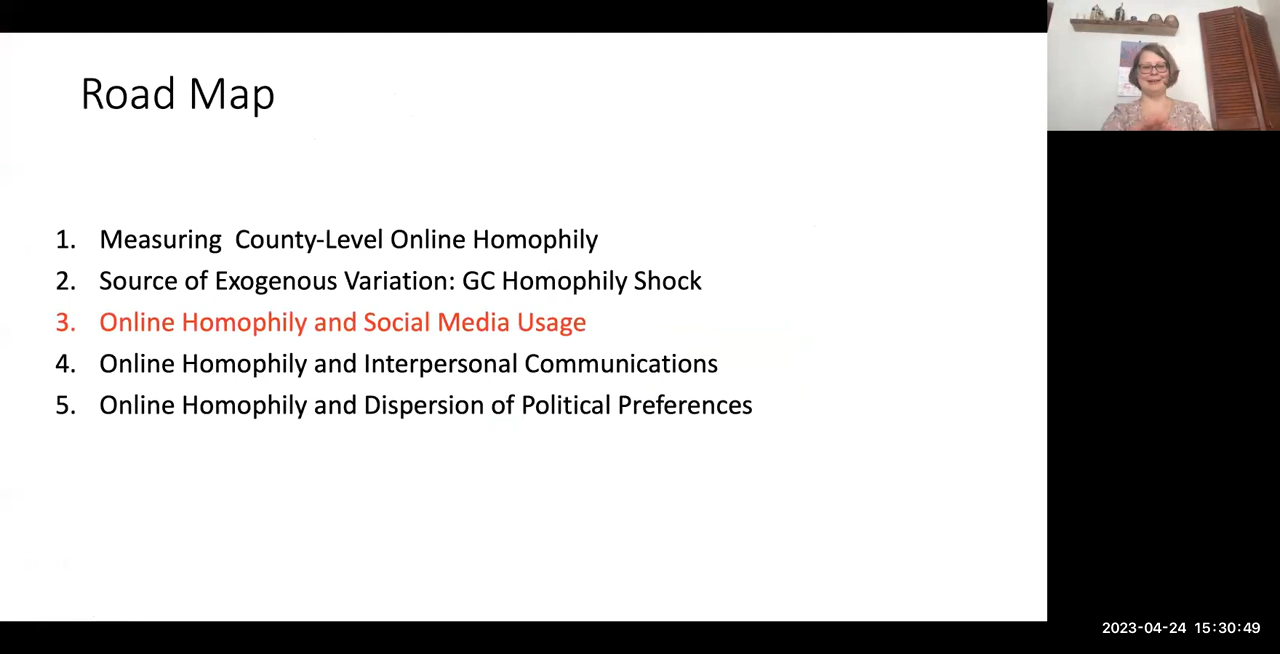 Road Map
1. Measuring County-Level Online Homophily
2. Source of Exogenous Variation: GC Homophily Shock
3. Online Homophily and Social Media Usage
4. Online Homophily and Interpersonal Communications
5. Online Homophily and Dispersion of Political Preferences
2023-04-24 15:30:49